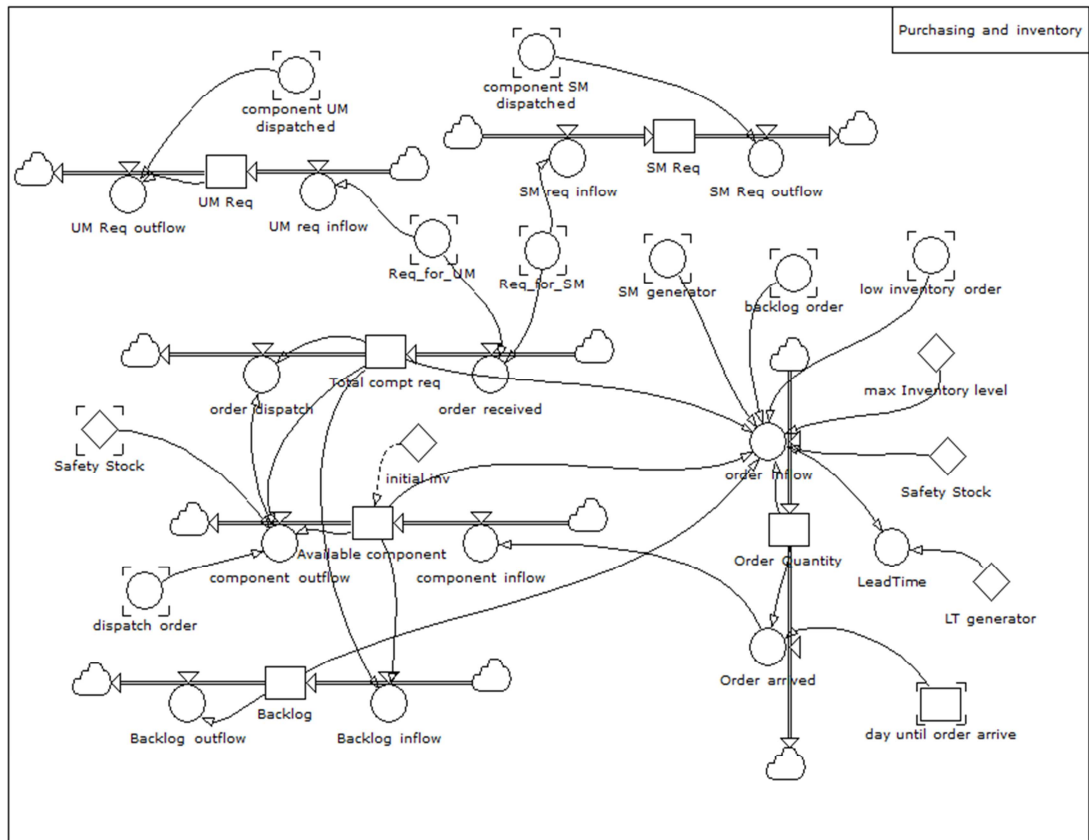 Purchasing and inventory
component UM
dispatched
component SM
dispatched
UM Req
UM Req outflow
UM req inflow
SM Req
SM req inflow
SM Req outflow
Req_for_UM
Req_for_SM
SM generator
backlog order
low inventory order
Total compt req
order dispatch
order received
max Inventory level
Safety Stock
initial inv
order inflow
Safety Stock
Available component
component outflow
component inflow
Order Quantity
LeadTime
dispatch order
LT generator
Order arrived
Backlog
Backlog outflow
Backlog inflow
day until order arrive